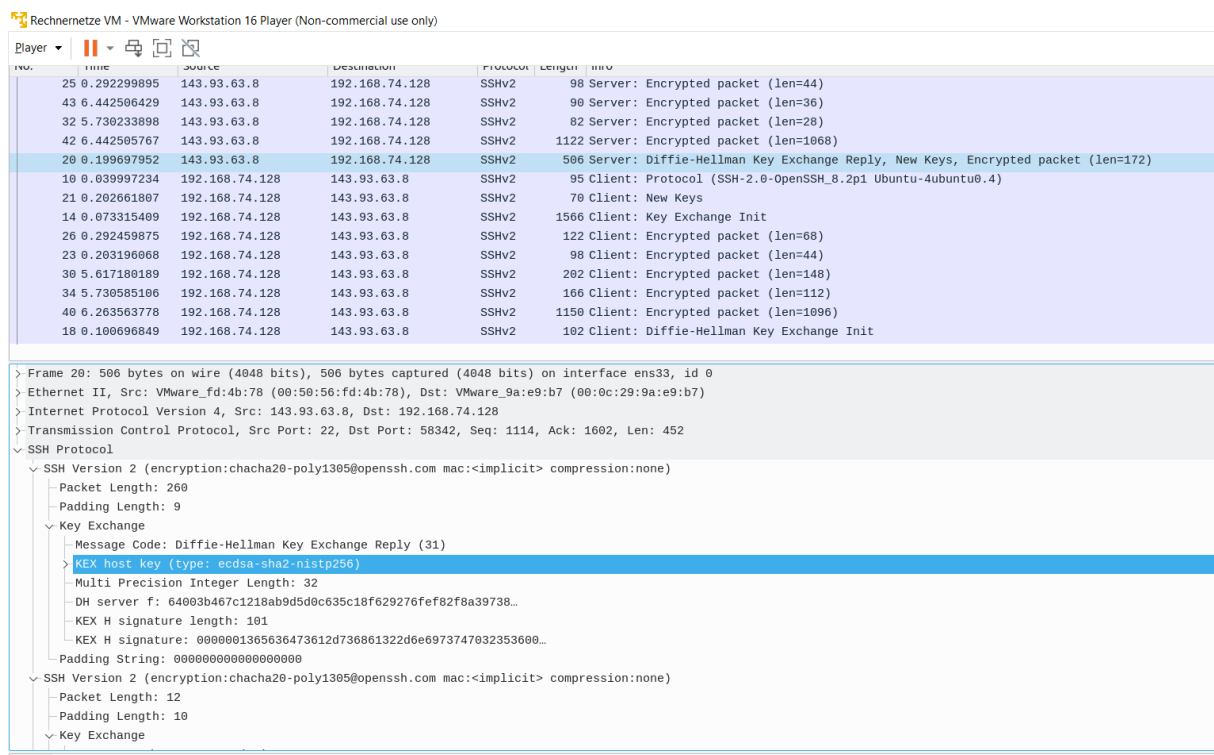 Rechnernetze VM - VMware Workstation 16 Player (Non-commercial use only)
Player
No. Time Source Destination Protocol Length Info
25 0.292299895 143.93.63.8 192.168.74.128 SSHv2 98 Server: Encrypted packet (len=44)
43 6.442506429 143.93.63.8 192.168.74.128 SSHv2 90 Server: Encrypted packet (len=36)
32 5.730233898 143.93.63.8 192.168.74.128 SSHv2 82 Server: Encrypted packet (len=28)
42 6.442505767 143.93.63.8 192.168.74.128 SSHv2 1122 Server: Encrypted packet (len=1068)
20 0.199697952 143.93.63.8 192.168.74.128 SSHv2 506 Server: Diffie-Hellman Key Exchange Reply, New Keys, Encrypted packet (len=172)
10 0.039997234 192.168.74.128 143.93.63.8 SSHv2 95 Client: Protocol (SSH-2.0-OpenSSH_8.2p1 Ubuntu-4ubuntu0.4)
21 0.202661807 192.168.74.128 143.93.63.8 SSHv2 70 Client: New Keys
14 0.073315409 192.168.74.128 143.93.63.8 SSHv2 1566 Client: Key Exchange Init
26 0.292459875 192.168.74.128 143.93.63.8 SSHv2 122 Client: Encrypted packet (len=68)
23 0.203196068 192.168.74.128 143.93.63.8 SSHv2 98 Client: Encrypted packet (len=44)
30 5.617180189 192.168.74.128 143.93.63.8 SSHv2 202 Client: Encrypted packet (len=148)
34 5.730585106 192.168.74.128 143.93.63.8 SSHv2 166 Client: Encrypted packet (len=112)
40 6.263563778 192.168.74.128 143.93.63.8 SSHv2 1150 Client: Encrypted packet (len=1096)
18 0.100696849 192.168.74.128 143.93.63.8 SSHv2 102 Client: Diffie-Hellman Key Exchange Init
Frame 20: 506 bytes on wire (4048 bits), 506 bytes captured (4048 bits) on interface ens33, id 0
Ethernet II, Src: VMware_fd:4b:78 (00:50:56:fd:4b:78), Dst: VMware_9a:e9:b7 (00:0c:29:9a:e9:b7)
Internet Protocol Version 4, Src: 143.93.63.8, Dst: 192.168.74.128
Transmission Control Protocol, Src Port: 22, Dst Port: 58342, Seq: 1114, Ack: 1602, Len: 452
SSH Protocol
SSH Version 2 (encryption:chacha20-poly1305@openssh.com mac:<implicit> compression:none)
Packet Length: 260
Padding Length: 9
Key Exchange
Message Code: Diffie-Hellman Key Exchange Reply (31)
KEX host key (type: ecdsa-sha2-nistp256)
Multi Precision Integer Length: 32
DH server f: 64003b467c1218ab9d5d0c635c18f629276fef82f8a39738…
KEX H signature length: 101
KEX H signature: 0000001365636473612d736861322d6e6973747032353600…
Padding String: 000000000000000000
SSH Version 2 (encryption:chacha20-poly1305@openssh.com mac:<implicit> compression:none)
Packet Length: 12
Padding Length: 10
Key Exchange